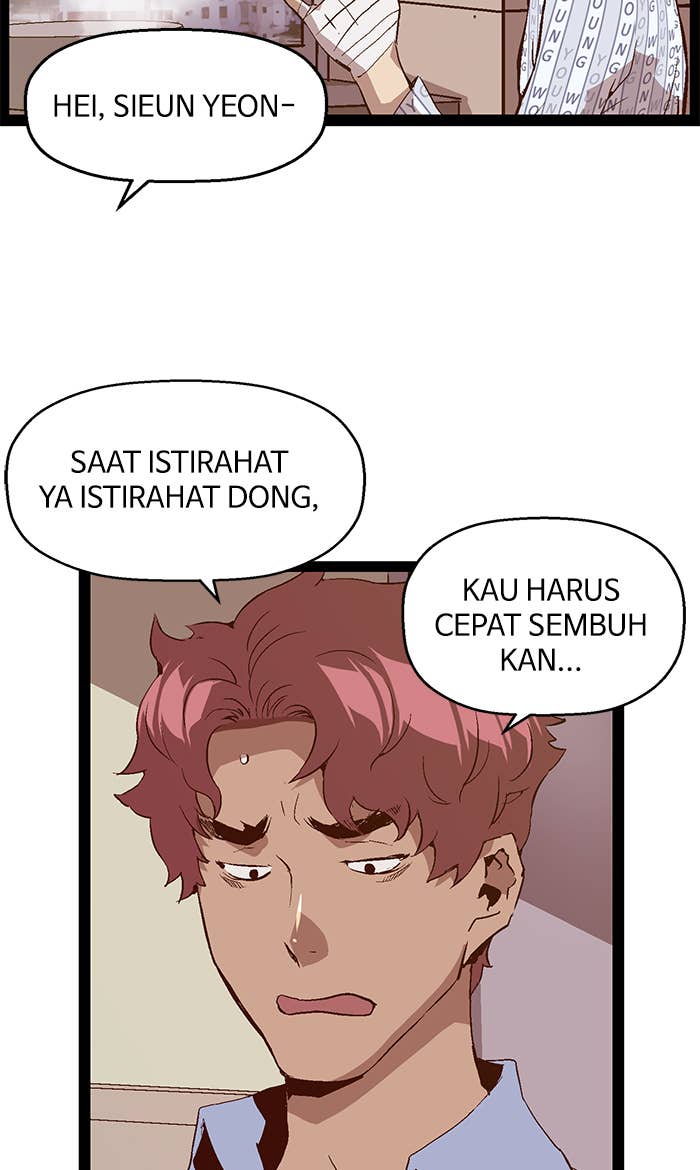 HEI, SIEUN YEON-
SAAT ISTIRAHAT
YA ISTIRAHAT DONG,
KAU HARUS
CEPAT SEMBUH
KAN...